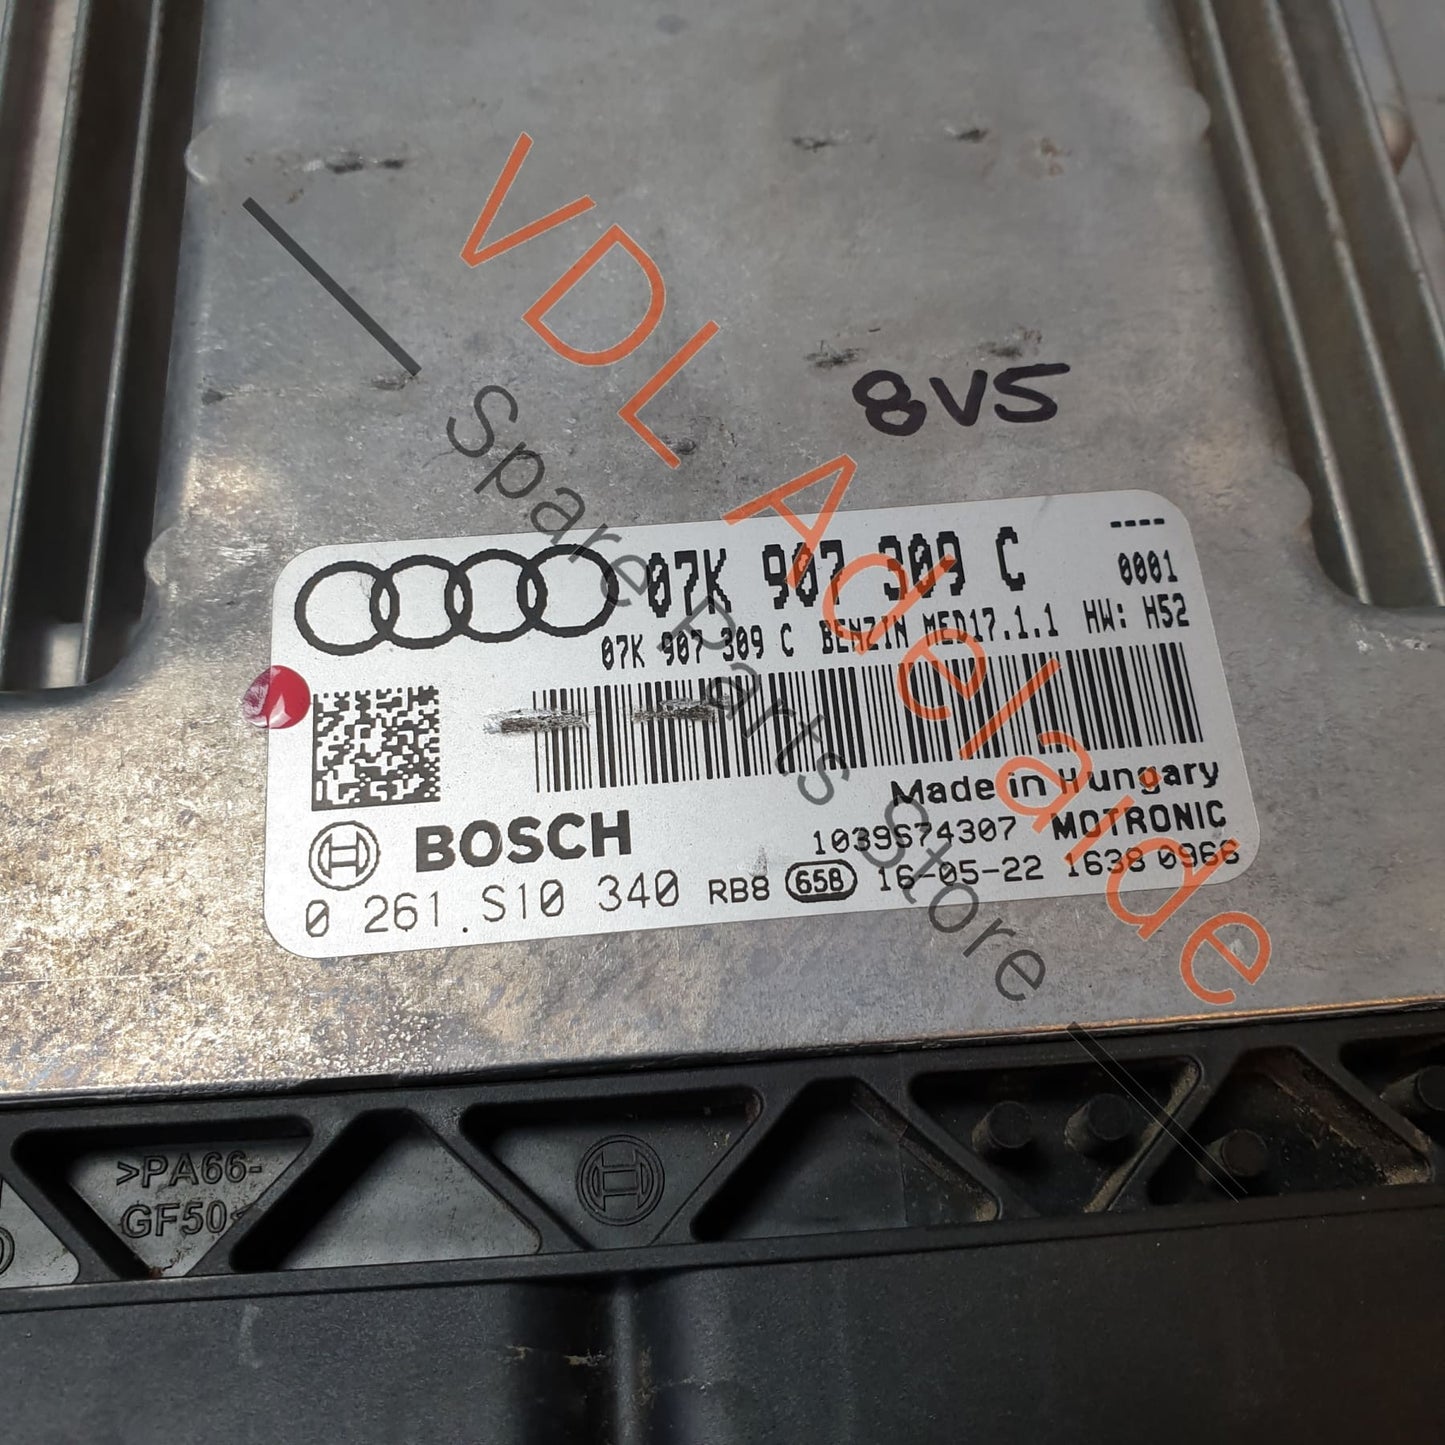 VDL Adelaide
Spare Parts Store
8V5
----
07K 907 309 C 0001
07K 907 309 C BENZIN MED17.1.1 HW: H52
Made in Hungary
BOSCH 1039S74307 MOTRONIC
0 261 .S10 340 RB8 658 16-05-22 1638 0966
>PA66-
GF50<